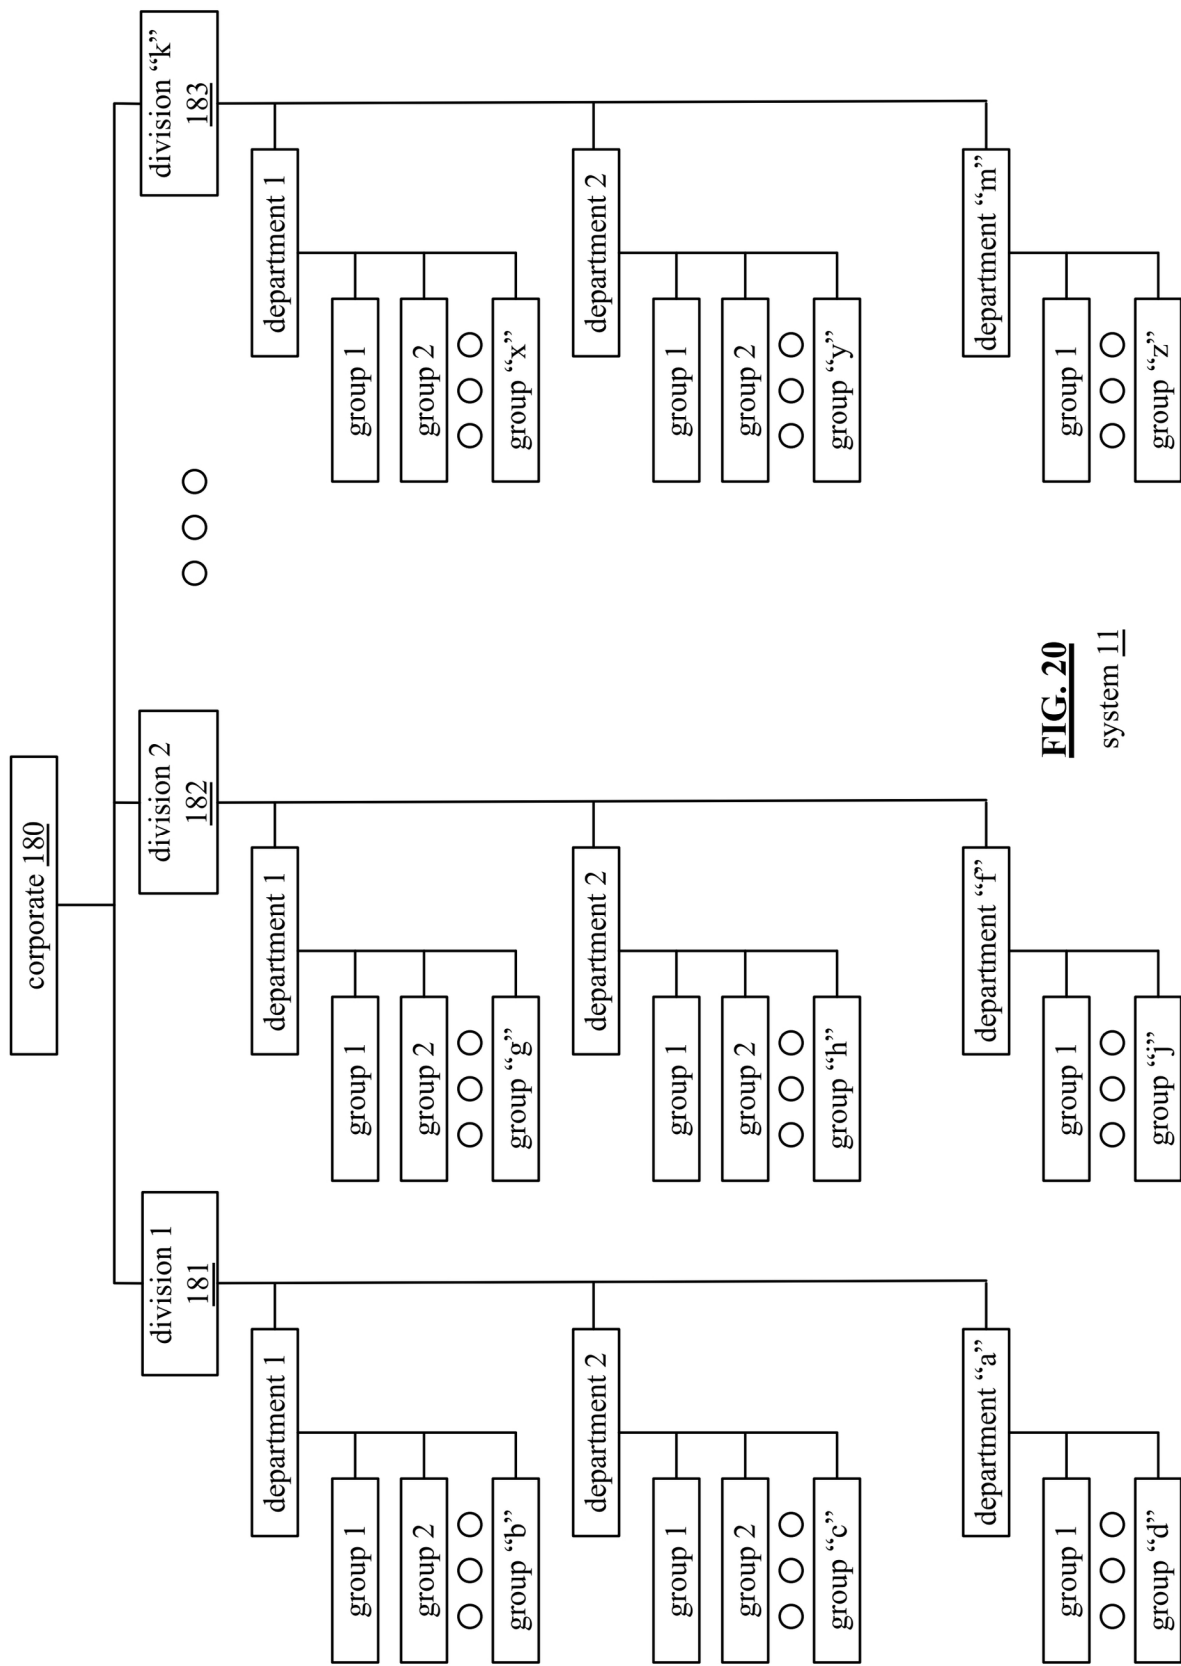 corporate 180
division 1
181
department 1
group 1
group 2
group “b”
department 2
group 1
group 2
group “c”
department “a”
group 1
group “d”
division 2
182
department 1
group 1
group 2
group “g”
department 2
group 1
group 2
group “h”
department “f”
group 1
group “j”
division “k”
183
department 1
group 1
group 2
group “x”
department 2
group 1
group 2
group “y”
department “m”
group 1
group “z”
FIG. 20
system 11